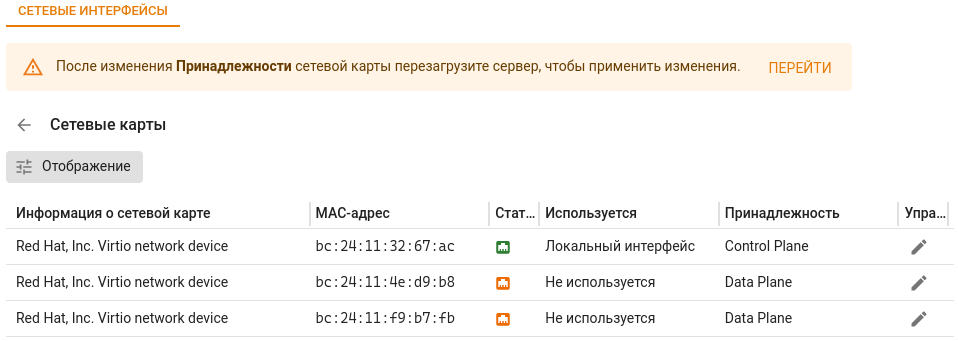 СЕТЕВЫЕ ИНТЕРФЕЙСЫ
После изменения Принадлежности сетевой карты перезагрузите сервер, чтобы применить изменения. ПЕРЕЙТИ
Сетевые карты
Отображение
Информация о сетевой карте MAC-адрес Стат… Используется Принадлежность Упра…
Red Hat, Inc. Virtio network device bc:24:11:32:67:ac Локальный интерфейс Control Plane
Red Hat, Inc. Virtio network device bc:24:11:4e:d9:b8 Не используется Data Plane
Red Hat, Inc. Virtio network device bc:24:11:f9:b7:fb Не используется Data Plane